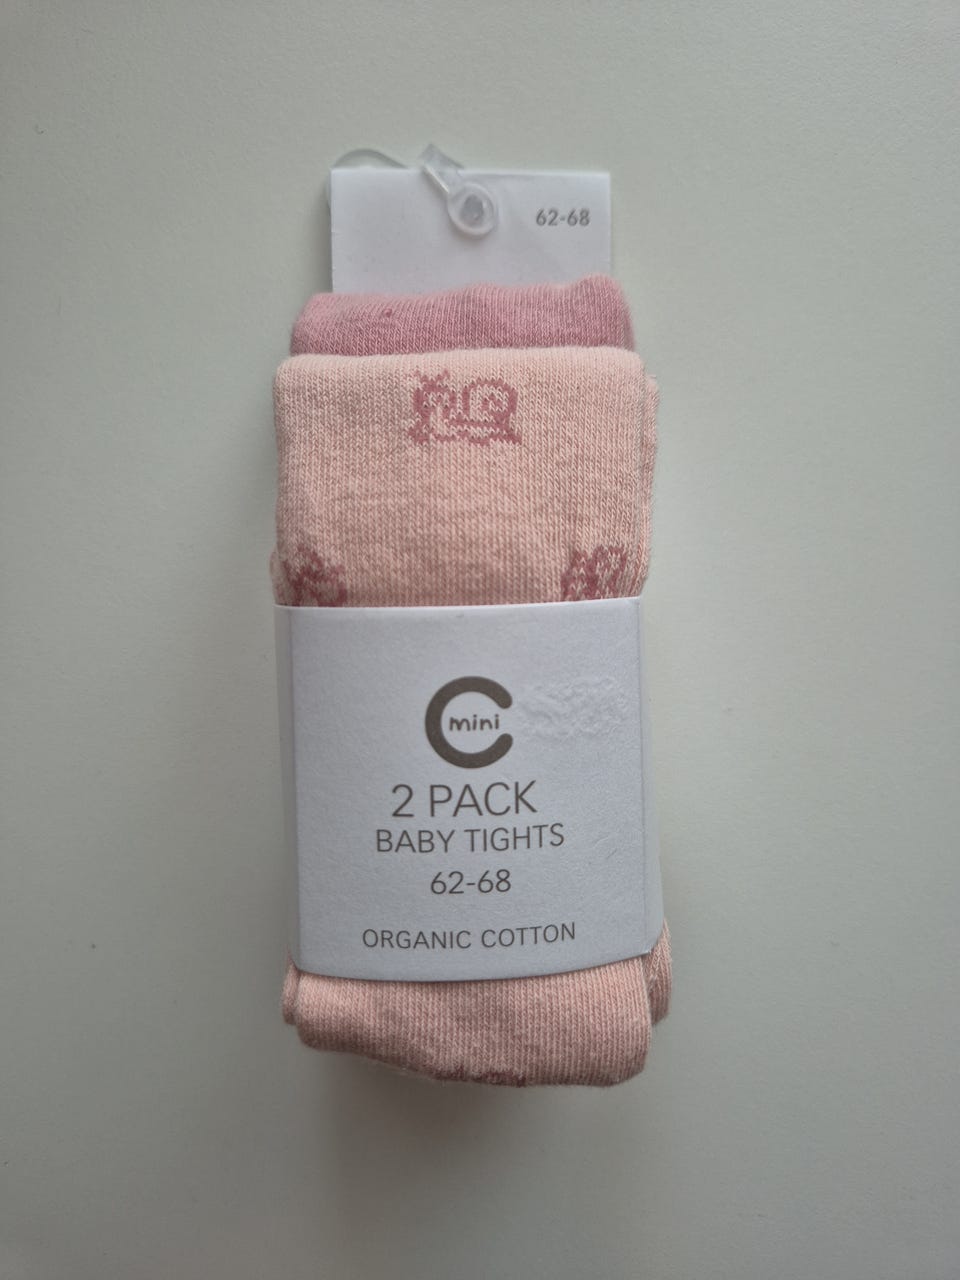 62-68
mini
2 PACK
BABY TIGHTS
62-68
ORGANIC COTTON